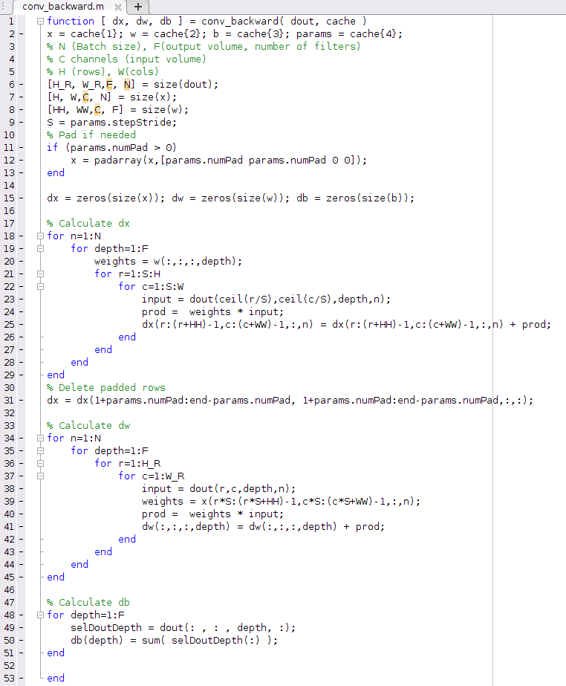 conv_backward.m × +
1 function [ dx, dw, db ] = conv_backward( dout, cache )
2 - x = cache{1}; w = cache{2}; b = cache{3}; params = cache{4};
3 % N (Batch size), F(output volume, number of filters)
4 % C channels (input volume)
5 % H (rows), W(cols)
6 - [H_R, W_R,F, N] = size(dout);
7 - [H, W,C, N] = size(x);
8 - [HH, WW,C, F] = size(w);
9 - S = params.stepStride;
10 % Pad if needed
11 - if (params.numPad > 0)
12 - x = padarray(x,[params.numPad params.numPad 0 0]);
13 - end
14
15 - dx = zeros(size(x)); dw = zeros(size(w)); db = zeros(size(b));
16
17 % Calculate dx
18 - for n=1:N
19 - for depth=1:F
20 - weights = w(:,:,:,depth);
21 - for r=1:S:H
22 - for c=1:S:W
23 - input = dout(ceil(r/S),ceil(c/S),depth,n);
24 - prod = weights * input;
25 - dx(r:(r+HH)-1,c:(c+WW)-1,:,n) = dx(r:(r+HH)-1,c:(c+WW)-1,:,n) + prod;
26 - end
27 - end
28 - end
29 - end
30 % Delete padded rows
31 - dx = dx(1+params.numPad:end-params.numPad, 1+params.numPad:end-params.numPad,:,:);
32
33 % Calculate dw
34 - for n=1:N
35 - for depth=1:F
36 - for r=1:H_R
37 - for c=1:W_R
38 - input = dout(r,c,depth,n);
39 - weights = x(r*S:(r*S+HH)-1,c*S:(c*S+WW)-1,:,n);
40 - prod = weights * input;
41 - dw(:,:,:,depth) = dw(:,:,:,depth) + prod;
42 - end
43 - end
44 - end
45 - end
46
47 % Calculate db
48 - for depth=1:F
49 - selDoutDepth = dout(: , : , depth, :);
50 - db(depth) = sum( selDoutDepth(:) );
51 - end
52
53 - end